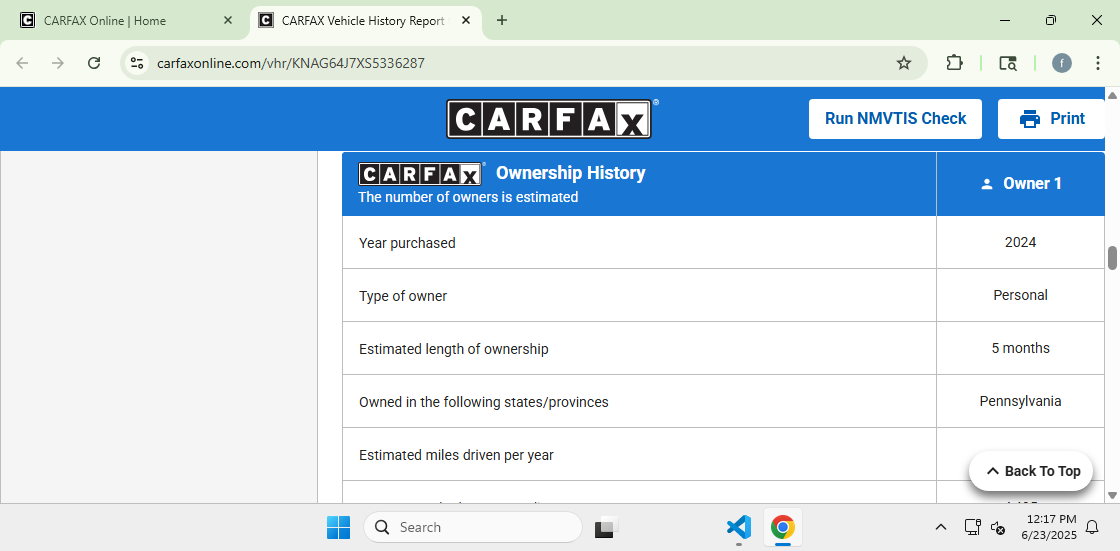 CARFAX Online | Home
CARFAX Vehicle History Report
carfaxonline.com/vhr/KNAG64J7XS5336287
f
CARFAX®
Run NMVTIS Check
Print
CARFAX® Ownership History
The number of owners is estimated
Owner 1
Year purchased
2024
Type of owner
Personal
Estimated length of ownership
5 months
Owned in the following states/provinces
Pennsylvania
Estimated miles driven per year
Back To Top
Search
12:17 PM
6/23/2025